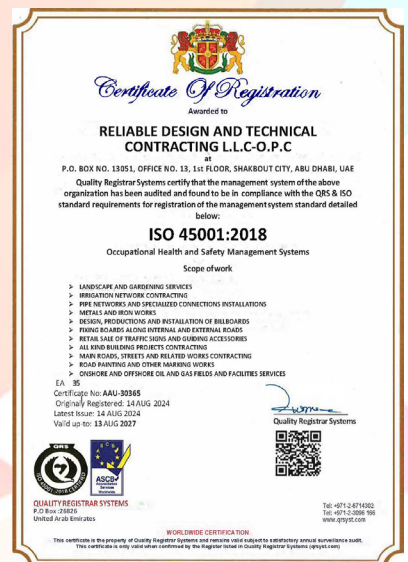 Certificate Of Registration
Awarded to
RELIABLE DESIGN AND TECHNICAL
CONTRACTING L.L.C-O.P.C
at
P.O. BOX NO. 13051, OFFICE NO. 13, 1st FLOOR, SHAKBOUT CITY, ABU DHABI, UAE
Quality Registrar Systems certify that the management system of the above
organization has been audited and found to be in compliance with the QRS & ISO
standard requirements for registration of the management system standard detailed
below:
ISO 45001:2018
Occupational Health and Safety Management Systems
Scope of work
➤ LANDSCAPE AND GARDENING SERVICES
➤ IRRIGATION NETWORK CONTRACTING
➤ PIPE NETWORKS AND SPECIALIZED CONNECTIONS INSTALLATIONS
➤ METALS AND IRON WORKS
➤ DESIGN, PRODUCTIONS AND INSTALLATION OF BILLBOARDS
➤ FIXING BOARDS ALONG INTERNAL AND EXTERNAL ROADS
➤ RETAIL SALE OF TRAFFIC SIGNS AND GUIDING ACCESSORIES
➤ ALL KIND BUILDING PROJECTS CONTRACTING
➤ MAIN ROADS, STREETS AND RELATED WORKS CONTRACTING
➤ ROAD PAINTING AND OTHER MARKING WORKS
➤ ONSHORE AND OFFSHORE OIL AND GAS FIELDS AND FACILITIES SERVICES
EA 35
Certificate No: AAU-30365
Originally Registered: 14 AUG 2024
Latest Issue: 14 AUG 2024
Valid up-to: 13 AUG 2027
Quality Registrar Systems
QRS
ASCB
Accreditation
Services
Worldwide
QUALITY REGISTRAR SYSTEMS
P.O Box :26826
United Arab Emirates
Tel: +971-2-6714302
Tel: +971-2-3096 166
www.qrsyst.com
WORLDWIDE CERTIFICATION
This certificate is the property of Quality Registrar Systems and remains valid subject to satisfactory annual surveillance audit.
This certificate is only valid when confirmed by the Register listed in Quality Registrar Systems (qrsyst.com)